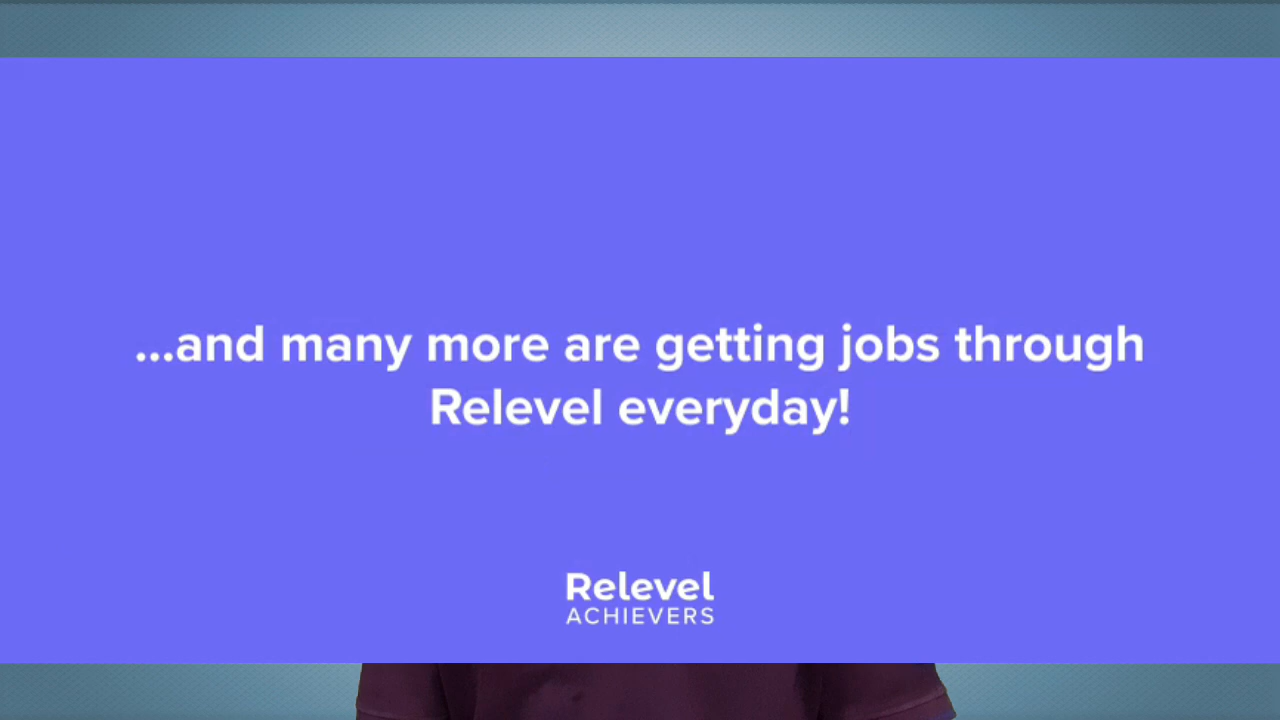 ...and many more are getting jobs through
Relevel everyday!
Relevel
ACHIEVERS